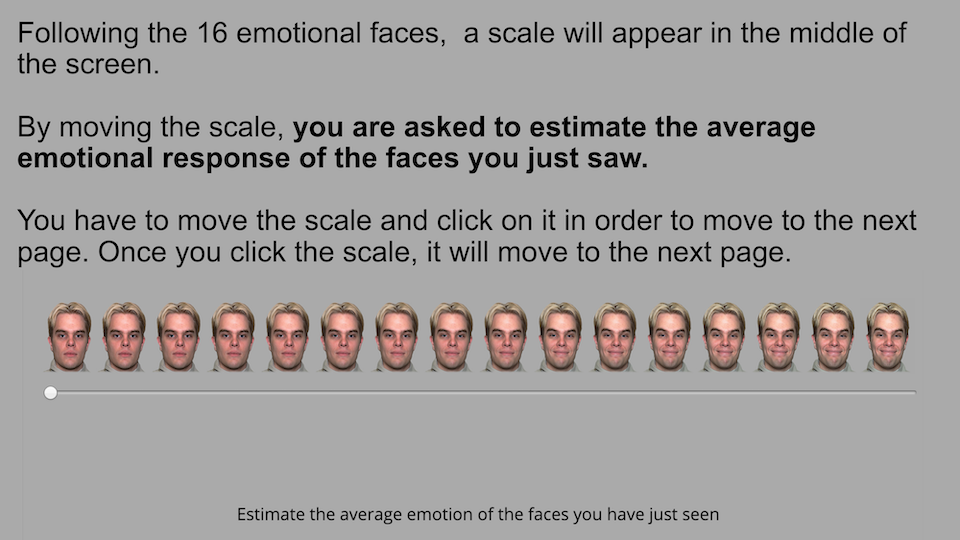 Following the 16 emotional faces,  a scale will appear in the middle of
the screen.
By moving the scale, you are asked to estimate the average
emotional response of the faces you just saw.
You have to move the scale and click on it in order to move to the next
page. Once you click the scale, it will move to the next page.
Estimate the average emotion of the faces you have just seen